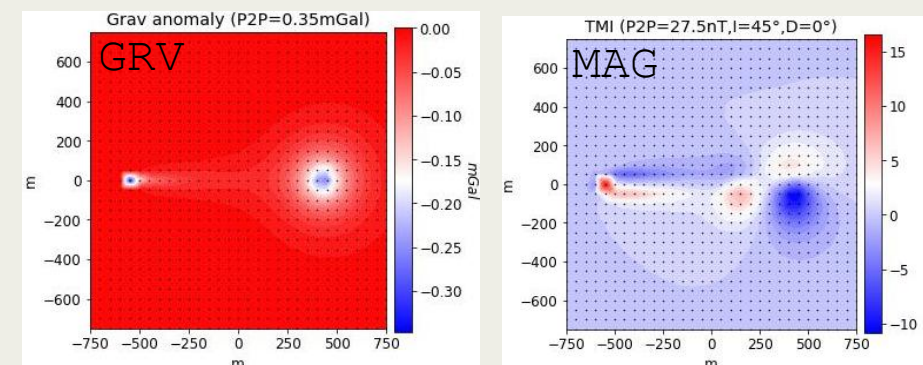 Grav anomaly (P2P=0.35mGal)
GRV
600
400
200
0
−200
−400
−600
m
−750 −500 −250 0 250 500 750
m
0.00
−0.05
−0.10
−0.15
−0.20
−0.25
−0.30
mGal
TMI (P2P=27.5nT,I=45°,D=0°)
MAG
600
400
200
0
−200
−400
−600
m
−750 −500 −250 0 250 500 750
m
15
10
5
0
−5
−10